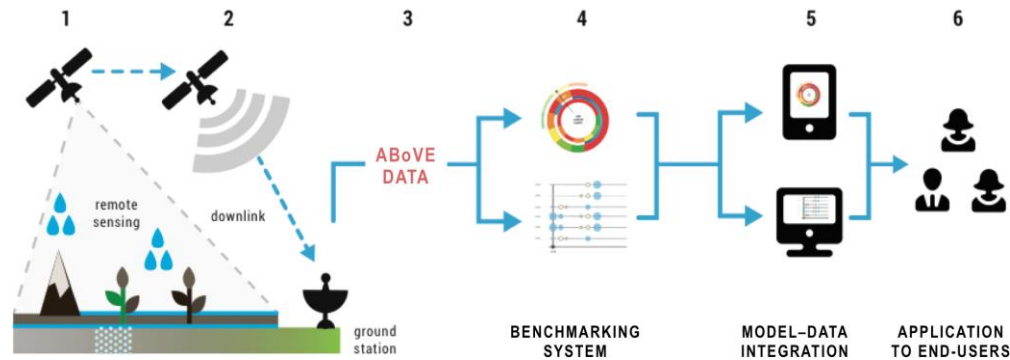 1 2 3 4 5 6
remote
sensing
downlink
ABoVE
DATA
ground
station
BENCHMARKING
SYSTEM
MODEL–DATA
INTEGRATION
APPLICATION
TO END-USERS